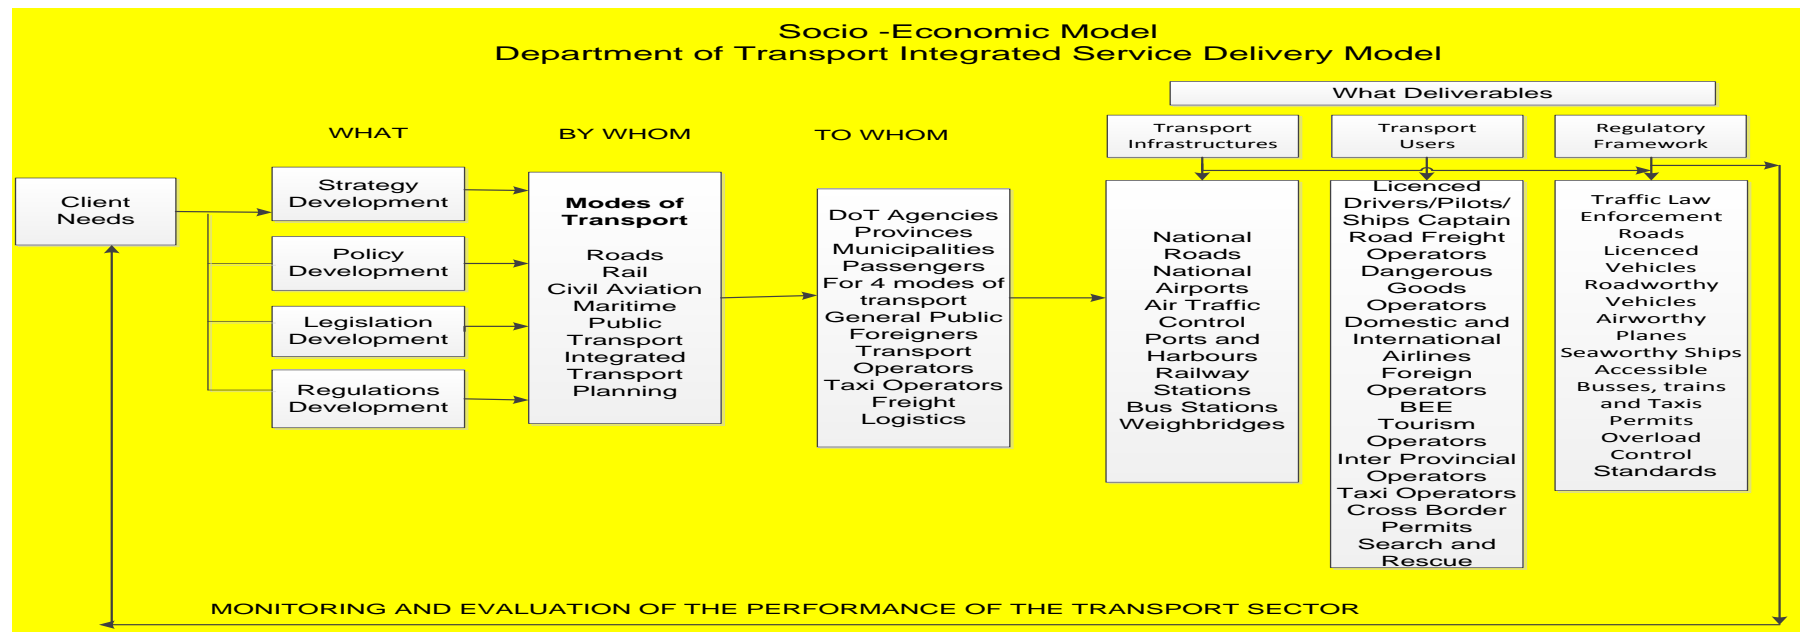 Socio -Economic Model
Department of Transport Integrated Service Delivery Model
What Deliverables
WHAT
BY WHOM
TO WHOM
Client
Needs
Strategy
Development
Policy
Development
Legislation
Development
Regulations
Development
Modes of
Transport
Roads
Rail
Civil Aviation
Maritime
Public
Transport
Integrated
Transport
Planning
DoT Agencies
Provinces
Municipalities
Passengers
For 4 modes of
transport
General Public
Foreigners
Transport
Operators
Taxi Operators
Freight
Logistics
Transport
Infrastructures
National
Roads
National
Airports
Air Traffic
Control
Ports and
Harbours
Railway
Stations
Bus Stations
Weighbridges
Transport
Users
Licenced
Drivers/Pilots/
Ships Captain
Road Freight
Operators
Dangerous
Goods
Operators
Domestic and
International
Airlines
Foreign
Operators
BEE
Tourism
Operators
Inter Provincial
Operators
Taxi Operators
Cross Border
Permits
Search and
Rescue
Regulatory
Framework
Traffic Law
Enforcement
Roads
Licenced
Vehicles
Roadworthy
Vehicles
Airworthy
Planes
Seaworthy Ships
Accessible
Busses, trains
and Taxis
Permits
Overload
Control
Standards
MONITORING AND EVALUATION OF THE PERFORMANCE OF THE TRANSPORT SECTOR